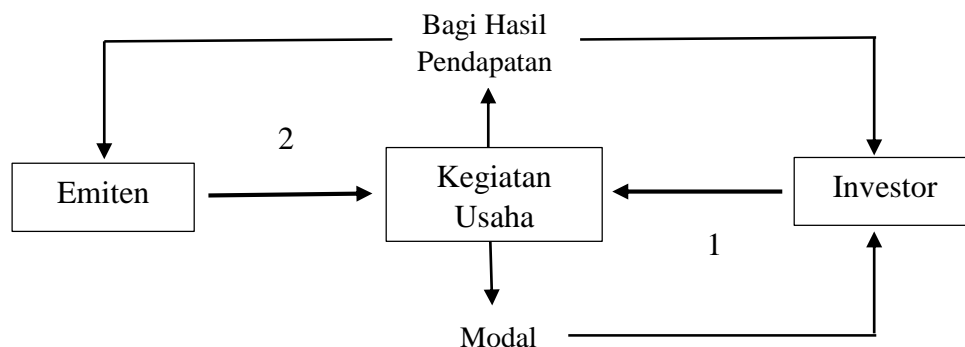 Bagi Hasil
Pendapatan
2
Emiten
Kegiatan
Usaha
Investor
1
Modal